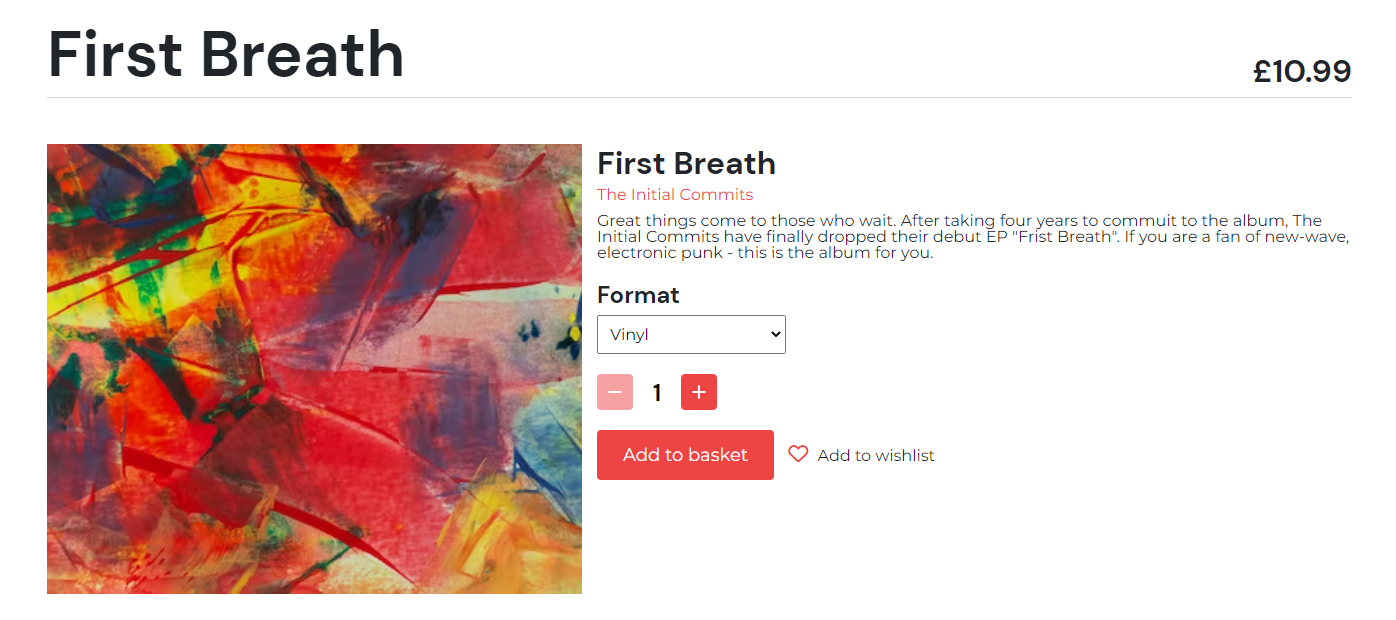 First Breath
£10.99
First Breath
The Initial Commits
Great things come to those who wait. After taking four years to commuit to the album, The
Initial Commits have finally dropped their debut EP "Frist Breath". If you are a fan of new-wave,
electronic punk - this is the album for you.
Format
Vinyl
1
Add to basket
Add to wishlist